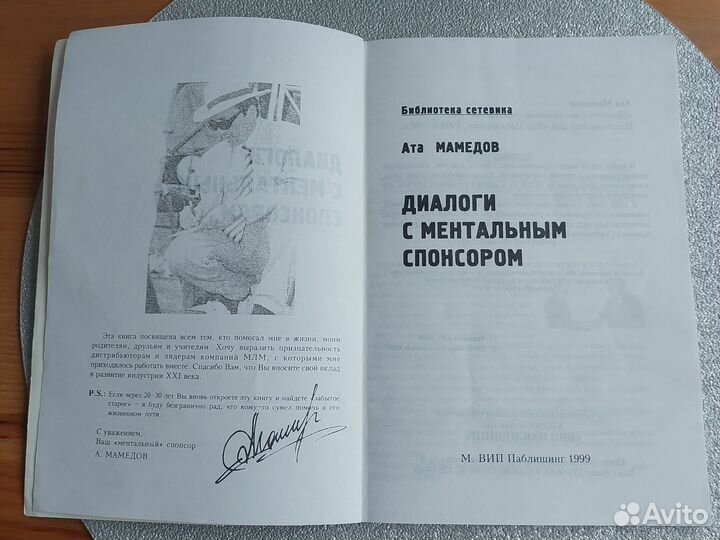 Эта книга посвящена всем тем, кто помогал мне в жизни, моим
родителям, друзьям и учителям. Хочу выразить признательность
дистрибьюторам и лидерам компаний МЛМ, с которыми мне
приходилось работать вместе. Спасибо Вам, что Вы вносите свой вклад
в развитие индустрии XXI века.
P.S.: Если через 20-30 лет Вы вновь откроете эту книгу и найдете «забытое
старое» - я буду безгранично рад, что кому-то сумел помочь в его
жизненном пути.
С уважением,
Ваш «ментальный» спонсор
А. МАМЕДОВ
Библиотека сетевика
Ата МАМЕДОВ
ДИАЛОГИ
С МЕНТАЛЬНЫМ
СПОНСОРОМ
М. ВИП Паблишинг 1999
Avito